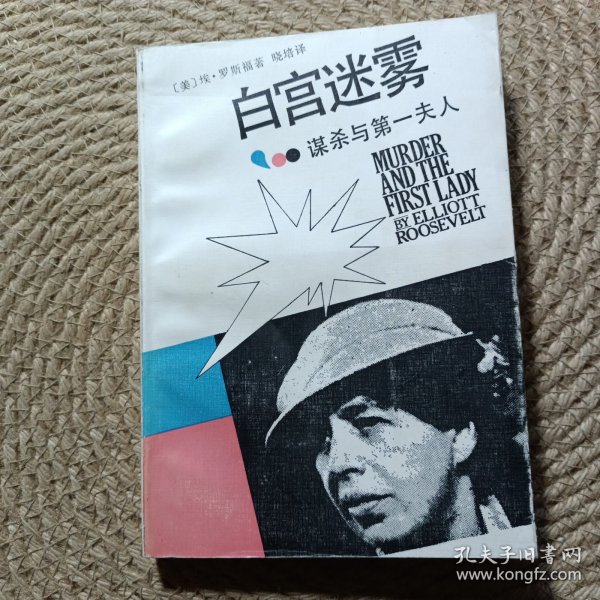 [美]埃·罗斯福著 晓培译
白宫迷雾
谋杀与第一夫人
MURDER
AND THE
FIRST LADY
BY ELLIOTT
ROOSEVELT
孔夫子旧书网
www.kongfz.com